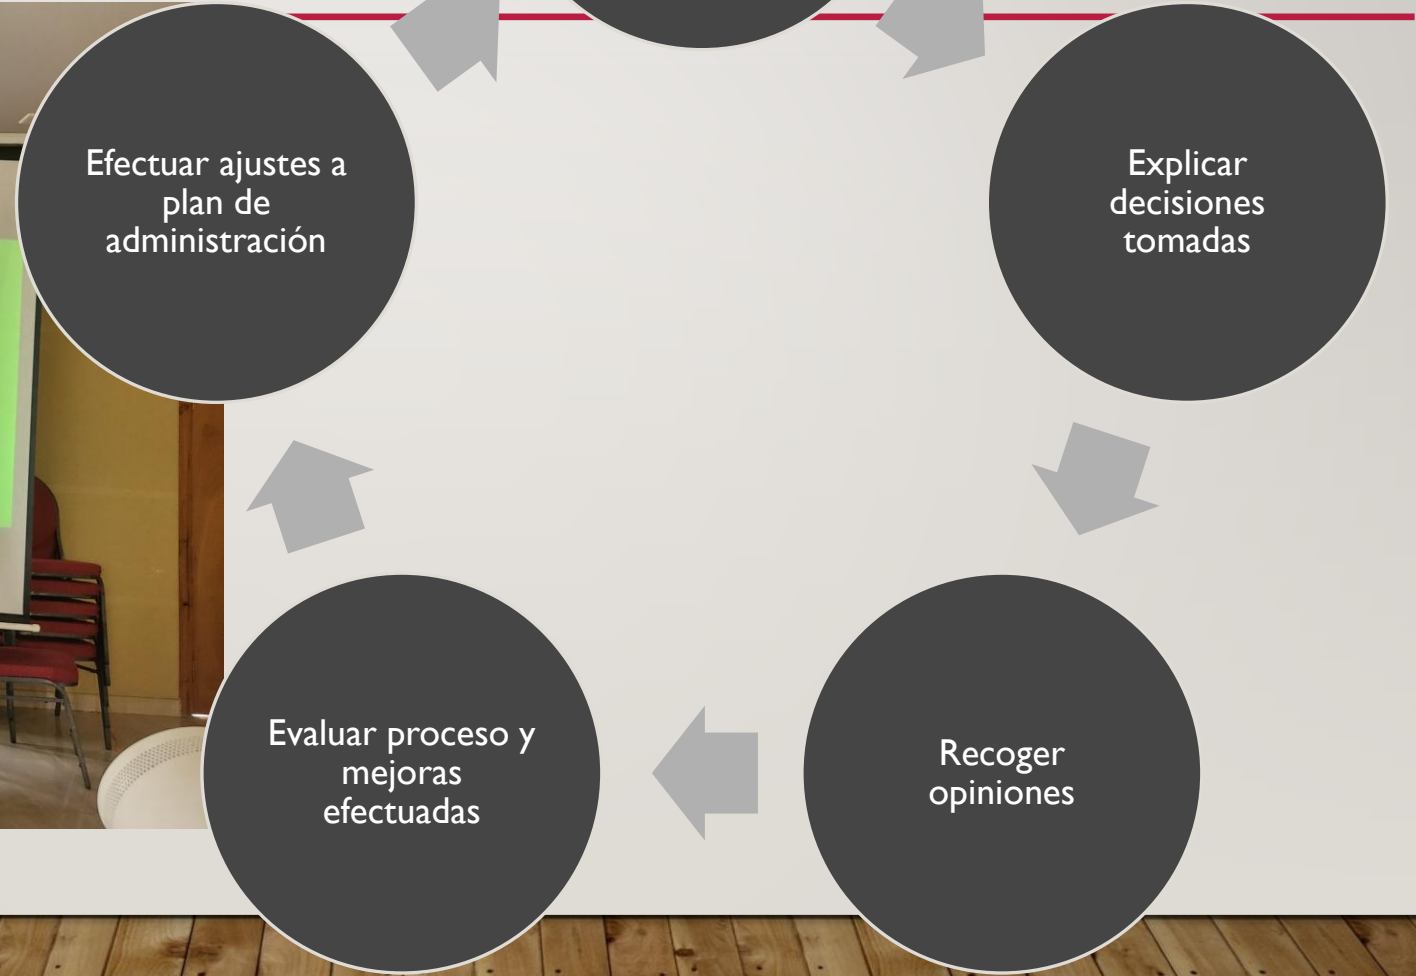 Efectuar ajustes a
plan de
administración
Explicar
decisiones
tomadas
Evaluar proceso y
mejoras
efectuadas
Recoger
opiniones